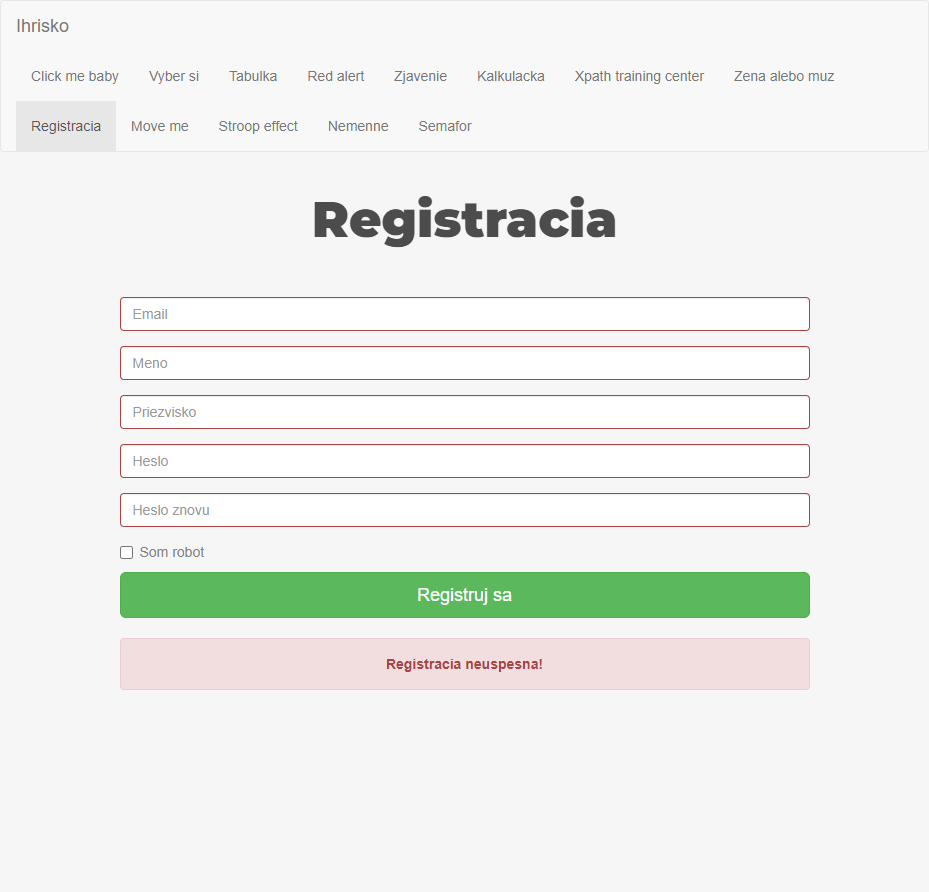 Ihrisko
Click me baby Vyber si Tabulka Red alert Zjavenie Kalkulacka Xpath training center Zena alebo muz
Registracia Move me Stroop effect Nemenne Semafor
Registracia
Email
Meno
Priezvisko
Heslo
Heslo znovu
Som robot
Registruj sa
Registracia neuspesna!